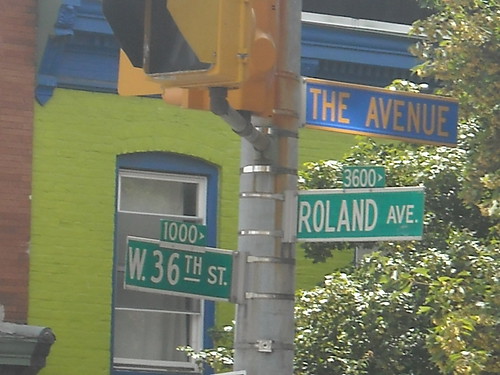 THE AVENUE
3600>
ROLAND AVE.
1000>
W. 36TH ST.